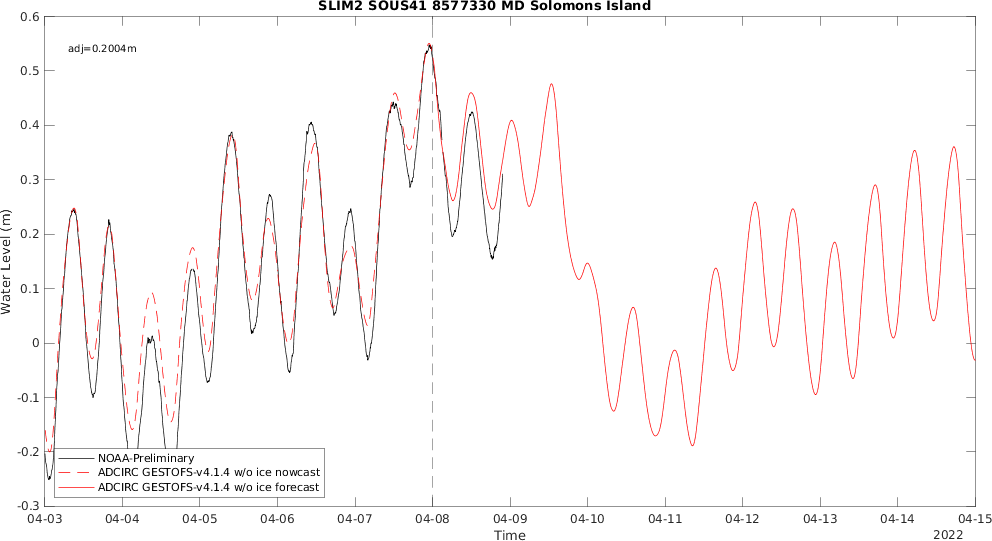 SLIM2 SOUS41 8577330 MD Solomons Island
adj=0.2004m
Water Level (m)
0.6
0.5
0.4
0.3
0.2
0.1
0
-0.1
-0.2
-0.3
NOAA-Preliminary
ADCIRC GESTOFS-v4.1.4 w/o ice nowcast
ADCIRC GESTOFS-v4.1.4 w/o ice forecast
04-03 04-04 04-05 04-06 04-07 04-08 04-09 04-10 04-11 04-12 04-13 04-14 04-15
Time
2022